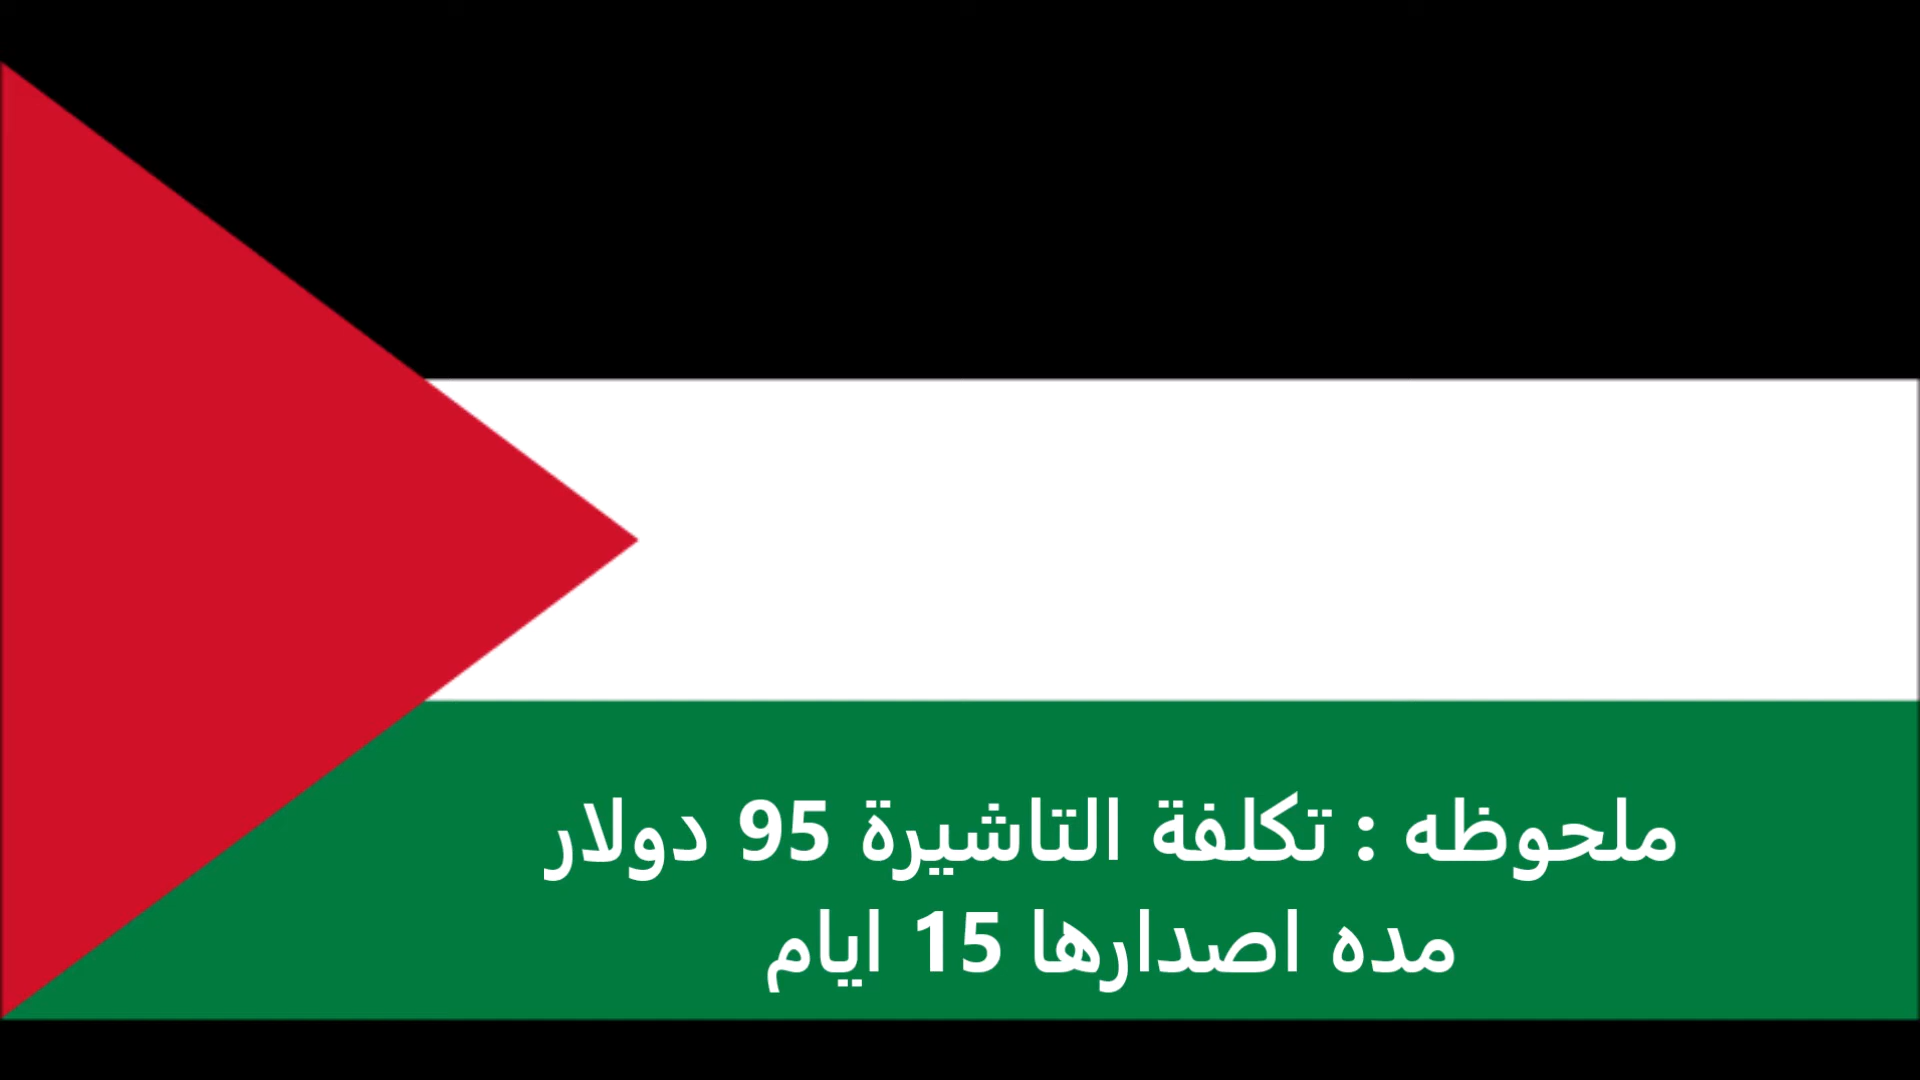 ملحوظه : تكلفة التاشيرة 95 دولار
مده اصدارها 15 ايام